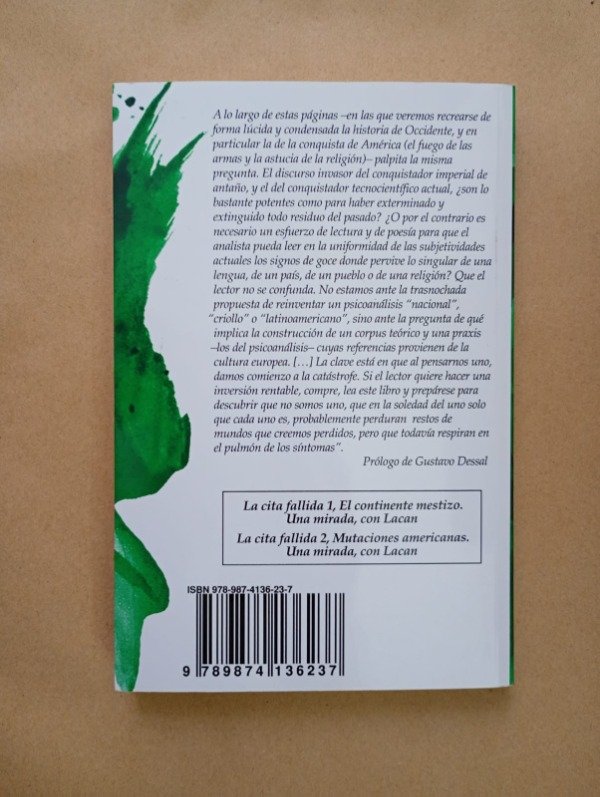 A lo largo de estas páginas –en las que veremos recrearse de
forma lúcida y condensada la historia de Occidente, y en
particular la de la conquista de América (el fuego de las
armas y la astucia de la religión)– palpita la misma
pregunta. El discurso invasor del conquistador imperial de
antaño, y el del conquistador tecnocientífico actual, ¿son lo
bastante potentes como para haber exterminado y
extinguido todo residuo del pasado? ¿O por el contrario es
necesario un esfuerzo de lectura y de poesía para que el
analista pueda leer en la uniformidad de las subjetividades
actuales los signos de goce donde pervive lo singular de una
lengua, de un país, de un pueblo o de una religión? Que el
lector no se confunda. No estamos ante la trasnochada
propuesta de reinventar un psicoanálisis "nacional",
"criollo" o "latinoamericano", sino ante la pregunta de qué
implica la construcción de un corpus teórico y una praxis
–los del psicoanálisis– cuyas referencias provienen de la
cultura europea. […] La clave está en que al pensarnos uno,
damos comienzo a la catástrofe. Si el lector quiere hacer una
inversión rentable, compre, lea este libro y prepárese para
descubrir que no somos uno, que en la soledad del uno solo
que cada uno es, probablemente perduran restos de
mundos que creemos perdidos, pero que todavía respiran en
el pulmón de los síntomas".
Prólogo de Gustavo Dessal
La cita fallida 1, El continente mestizo.
Una mirada, con Lacan
La cita fallida 2, Mutaciones americanas.
Una mirada, con Lacan
ISBN 978-987-4136-23-7
9 789874 136237